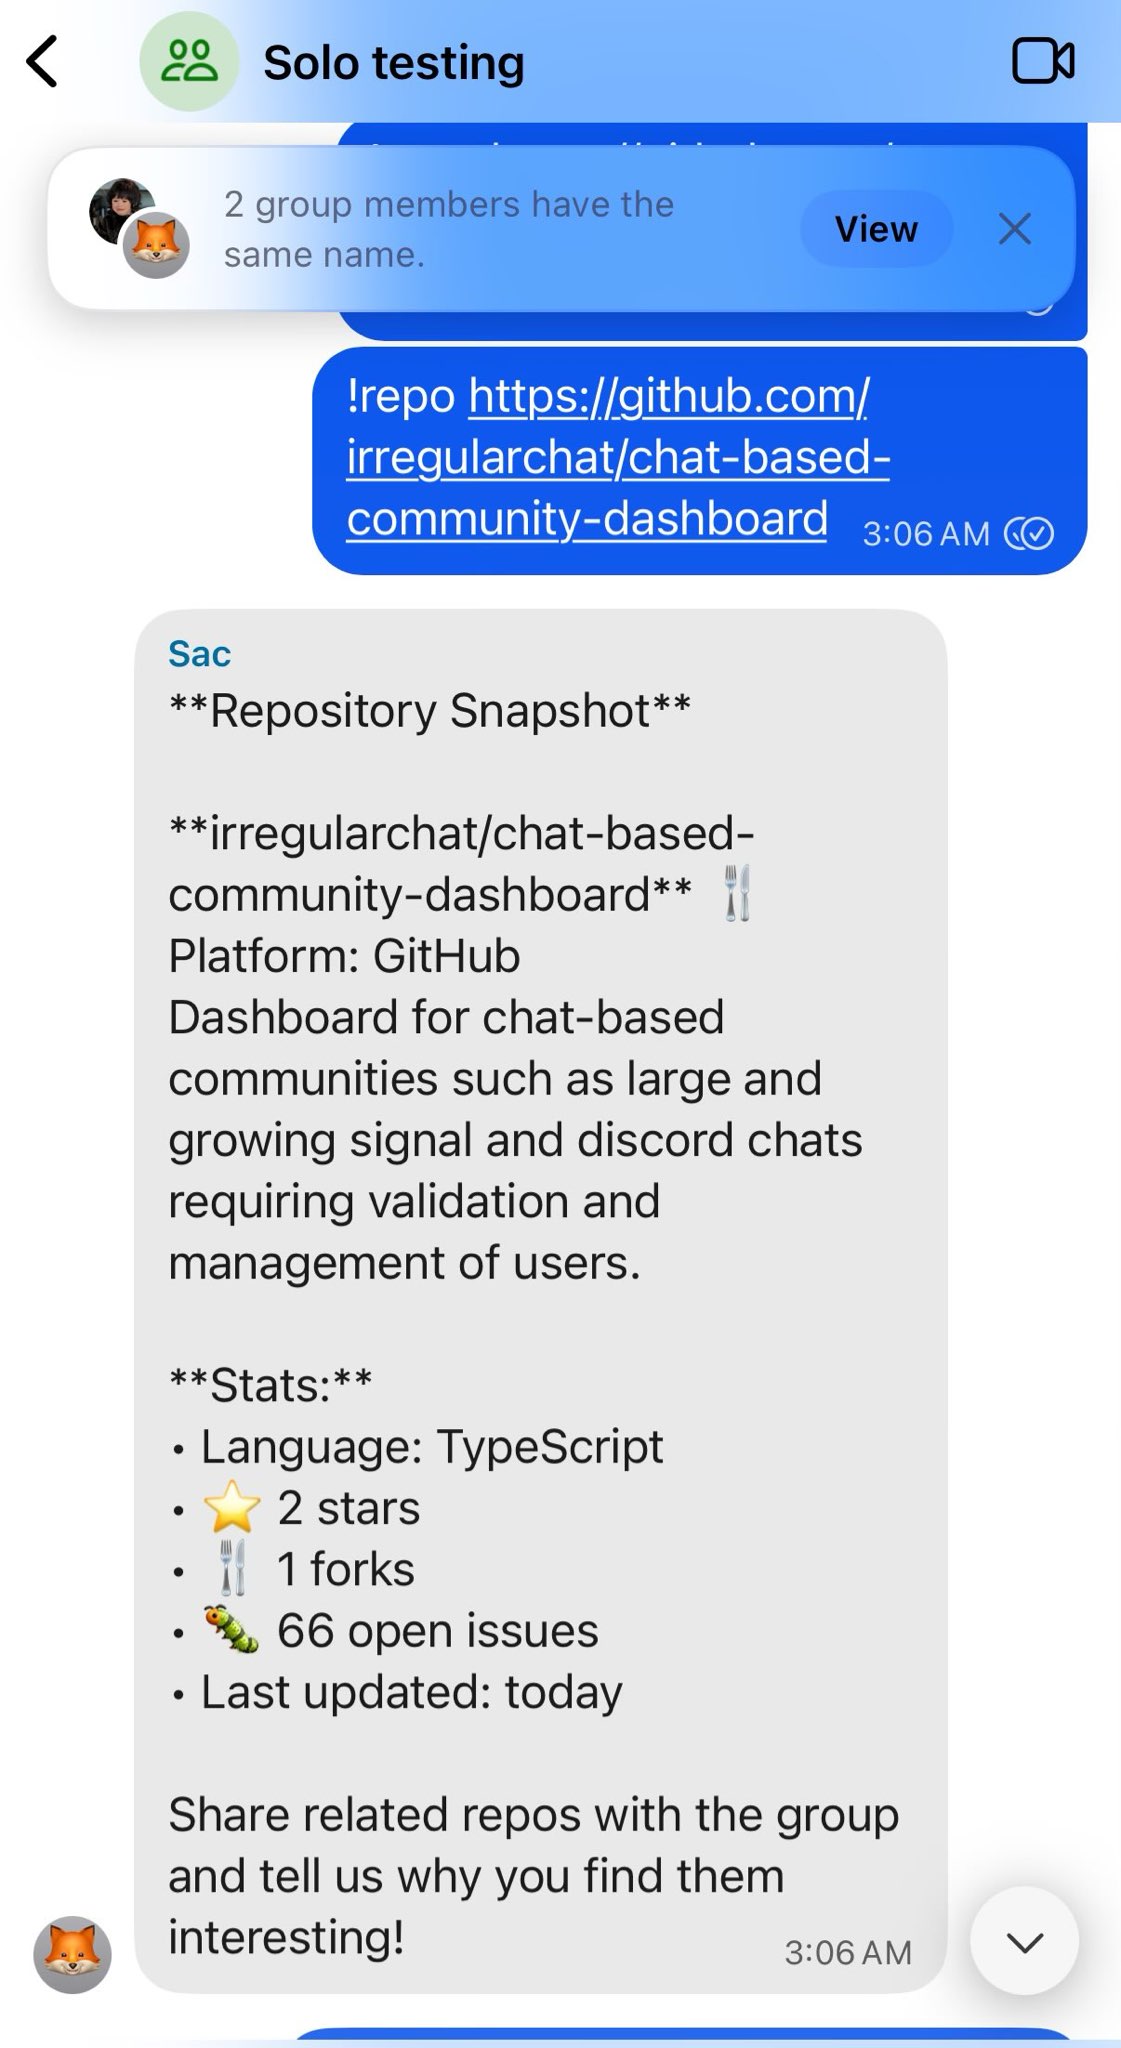 Solo testing
2 group members have the
same name.
View
!repo https://github.com/
irregularchat/chat-based-
community-dashboard
3:06 AM
Sac
**Repository Snapshot**
**irregularchat/chat-based-
community-dashboard** 🍴
Platform: GitHub
Dashboard for chat-based
communities such as large and
growing signal and discord chats
requiring validation and
management of users.
**Stats:**
• Language: TypeScript
• ⭐ 2 stars
• 🍴 1 forks
• 🐛 66 open issues
• Last updated: today
Share related repos with the group
and tell us why you find them
interesting!
3:06 AM